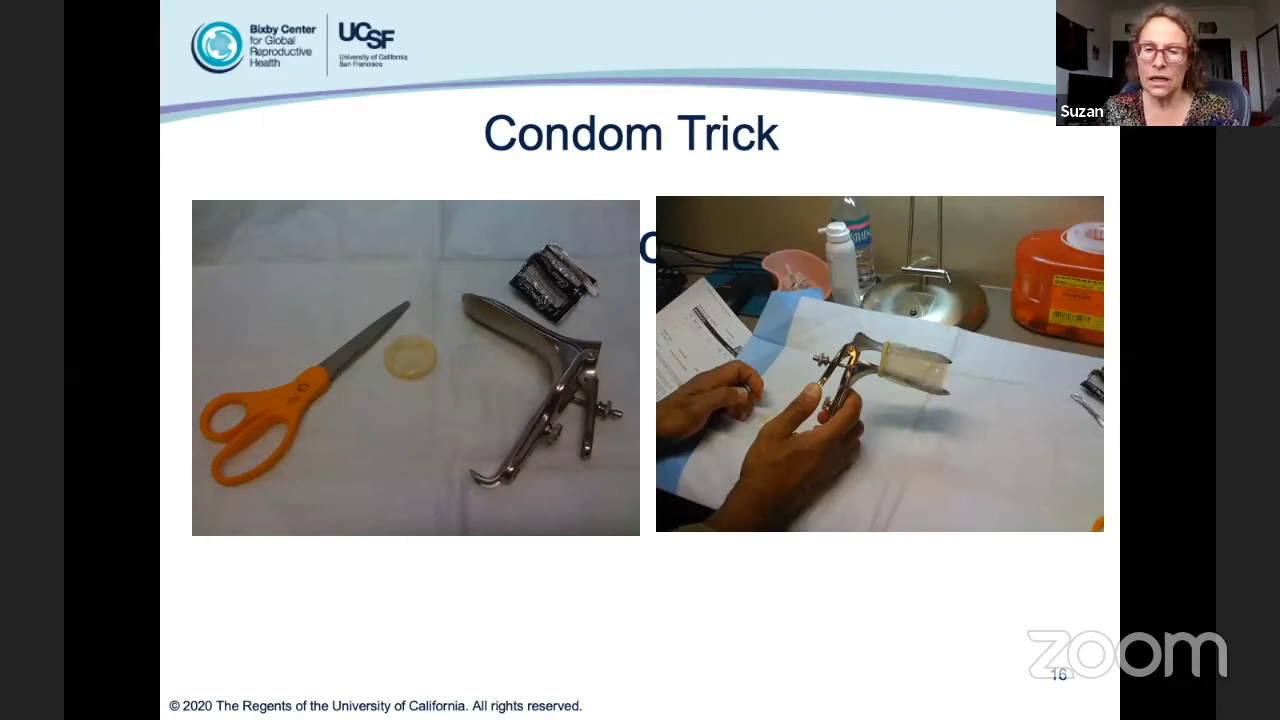 Bixby Center
for Global
Reproductive
Health
UCSF
University of California
San Francisco
Suzan
Condom Trick
zoom
16
© 2020 The Regents of the University of California. All rights reserved.